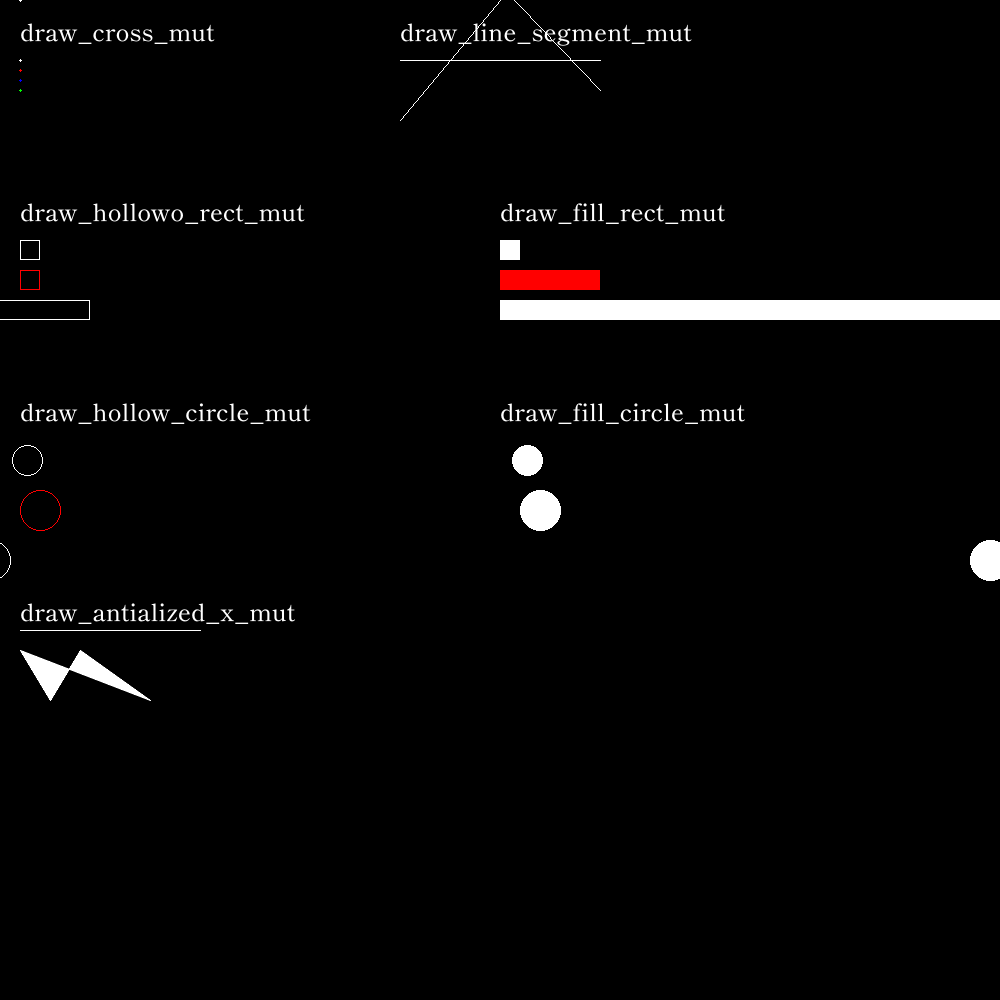 draw_cross_mut
draw_line_segment_mut
draw_hollowo_rect_mut
draw_fill_rect_mut
draw_hollow_circle_mut
draw_fill_circle_mut
draw_antialized_x_mut